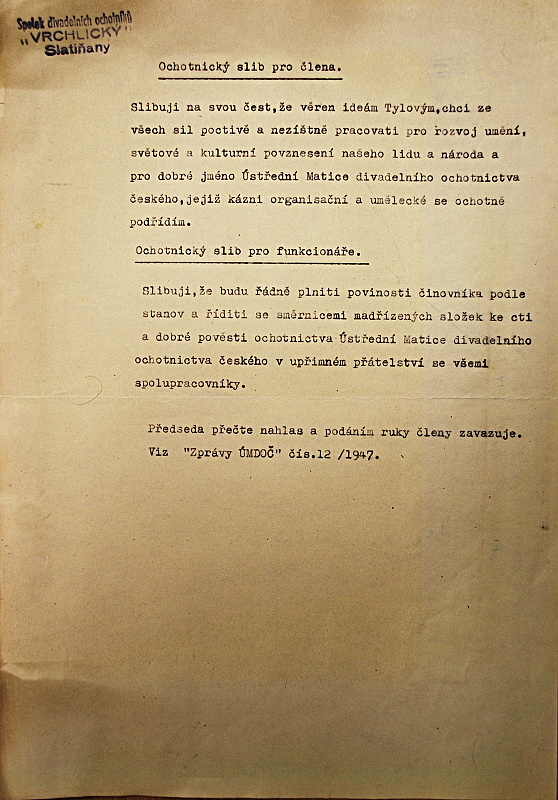 Spolek divadelních ochotníků
„VRCHLICKÝ"
Slatiňany
Ochotnický slib pro člena.
Slibuji na svou čest,že věren ideám Tylovým,chci ze
všech sil poctivě a nezištně pracovati pro rozvoj umění,
světové a kulturní povznesení našeho lidu a národa a
pro dobré jméno Ústřední Matice divadelního ochotnictva
českého,jejíž kázni organisační a umělecké se ochotně
podřídím.
Ochotnický slib pro funkcionáře.
Slibuji,že budu řádně plniti povinosti činovníka podle
stanov a říditi se směrnicemi madřízených složek ke cti
a dobré pověsti ochotnictva Ústřední Matice divadelního
ochotnictva českého v upřimném přátelství se všemi
spolupracovníky.
Předseda přečte nahlas a podáním ruky členy zavazuje.
Viz "Zprávy ÚMDOČ" čís.12 /1947.